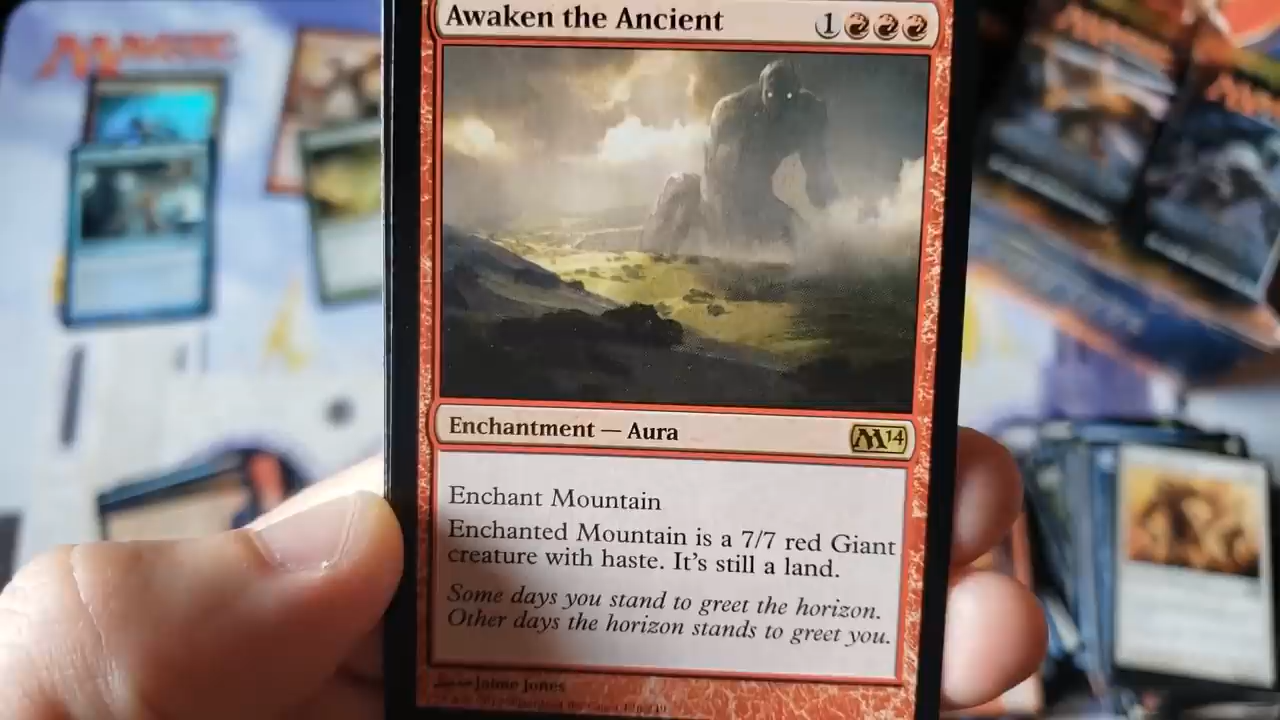 MAGIC
Awaken the Ancient 1
Enchantment — Aura
M14
Enchant Mountain
Enchanted Mountain is a 7/7 red Giant
creature with haste. It's still a land.
Some days you stand to greet the horizon.
Other days the horizon stands to greet you.
Jaime Jones